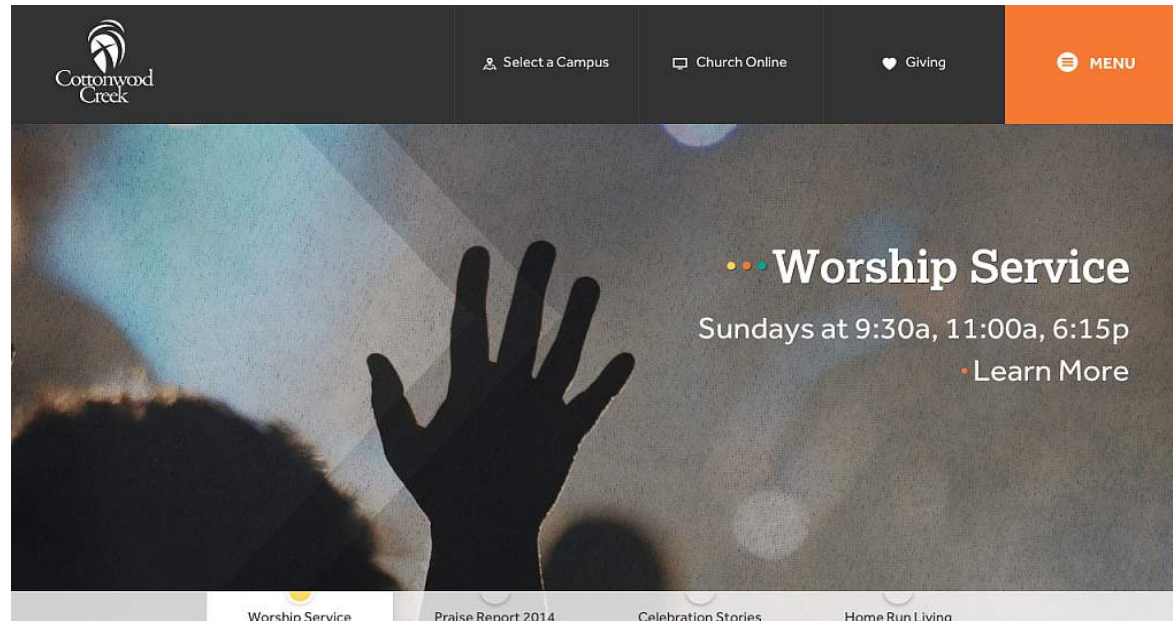 Cottonwood
Creek
Select a Campus
Church Online
Giving
MENU
Worship Service
Sundays at 9:30a, 11:00a, 6:15p
Learn More
Worship Service
Praise Report 2014
Celebration Stories
Home Run Living